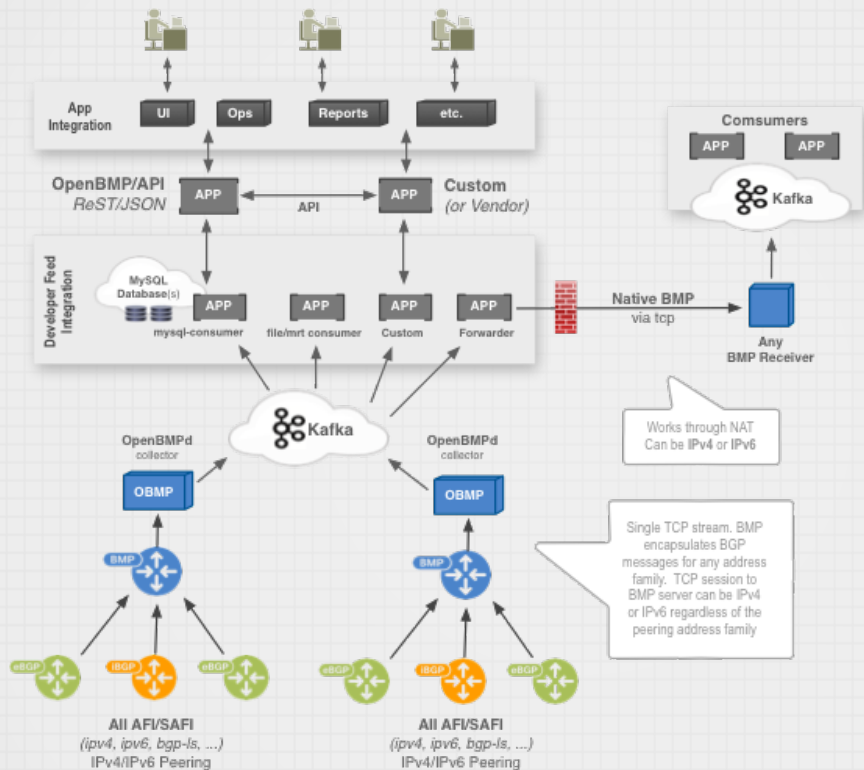 App
Integration
UI
Ops
Reports
etc.
Comsumers
APP
APP
Kafka
OpenBMP/API
ReST/JSON
APP
API
APP
Custom
(or Vendor)
Developer Feed
Integration
MySQL
Database(s)
APP
mysql-consumer
APP
file/mrt consumer
APP
Custom
APP
Forwarder
Native BMP
via tcp
Any
BMP Receiver
Works through NAT
Can be IPv4 or IPv6
Kafka
OpenBMPd
collector
OBMP
OpenBMPd
collector
OBMP
Single TCP stream. BMP
encapsulates BGP
messages for any address
family. TCP session to
BMP server can be IPv4
or IPv6 regardless of the
peering address family
BMP
BMP
eBGP
iBGP
eBGP
eBGP
iBGP
eBGP
All AFI/SAFI
(ipv4, ipv6, bgp-ls, ...)
IPv4/IPv6 Peering
All AFI/SAFI
(ipv4, ipv6, bgp-ls, ...)
IPv4/IPv6 Peering